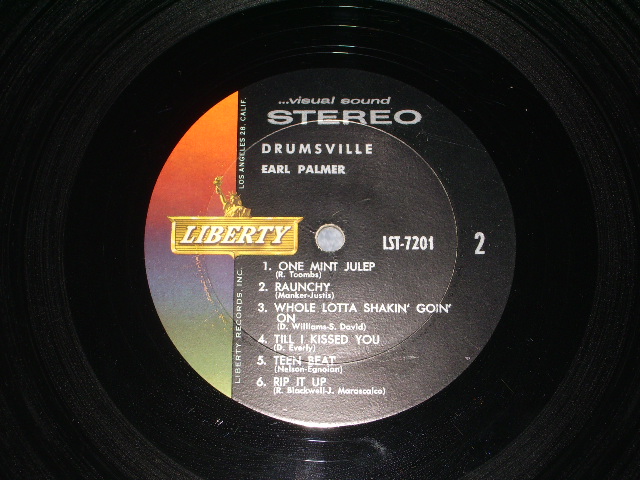 ...visual sound
STEREO
DRUMSVILLE
EARL PALMER
LOS ANGELES 28, CALIF.
LIBERTY
LIBERTY RECORDS, INC.
LST-7201
2
1. ONE MINT JULEP
(R. Toombs)
2. RAUNCHY
(Manker-Justis)
3. WHOLE LOTTA SHAKIN' GOIN'
ON
(D. Williams-S. David)
4. TILL I KISSED YOU
(D. Everly)
5. TEEN BEAT
(Nelson-Egnoian)
6. RIP IT UP
(R. Blackwell-J. Marascalco)